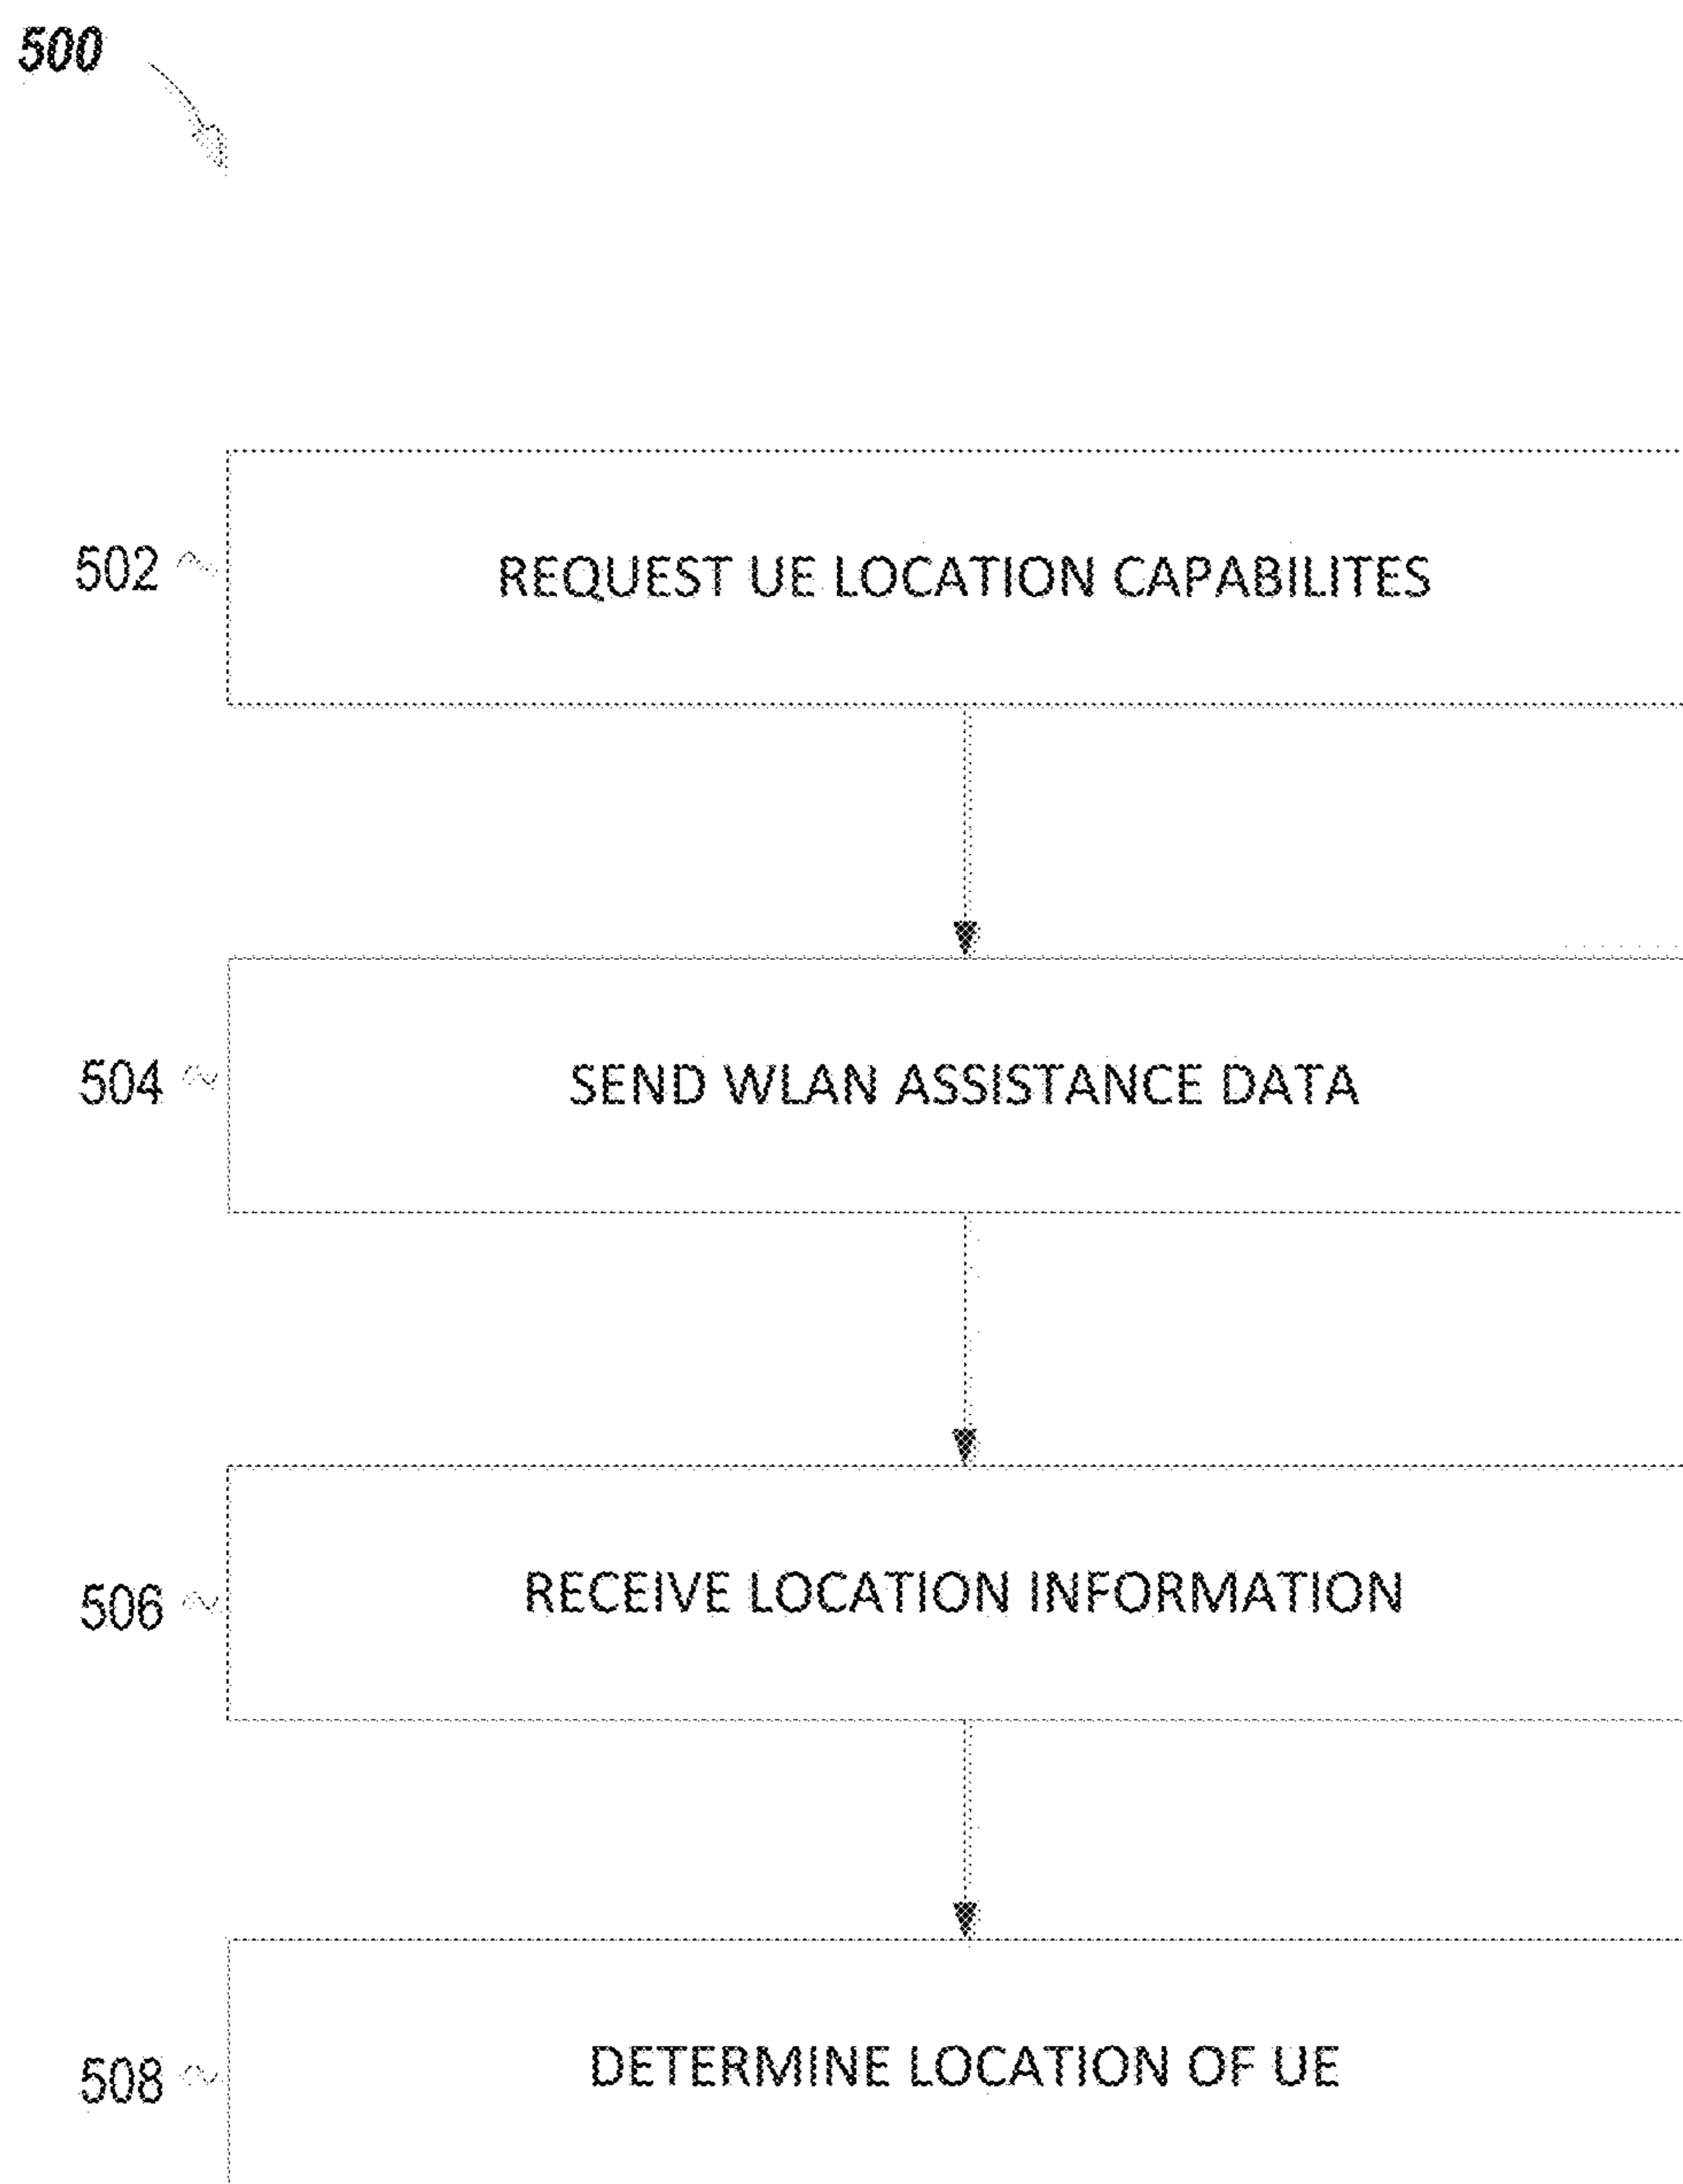 500
502 REQUEST UE LOCATION CAPABILITES
504 SEND WLAN ASSISTANCE DATA
506 RECEIVE LOCATION INFORMATION
508 DETERMINE LOCATION OF UE